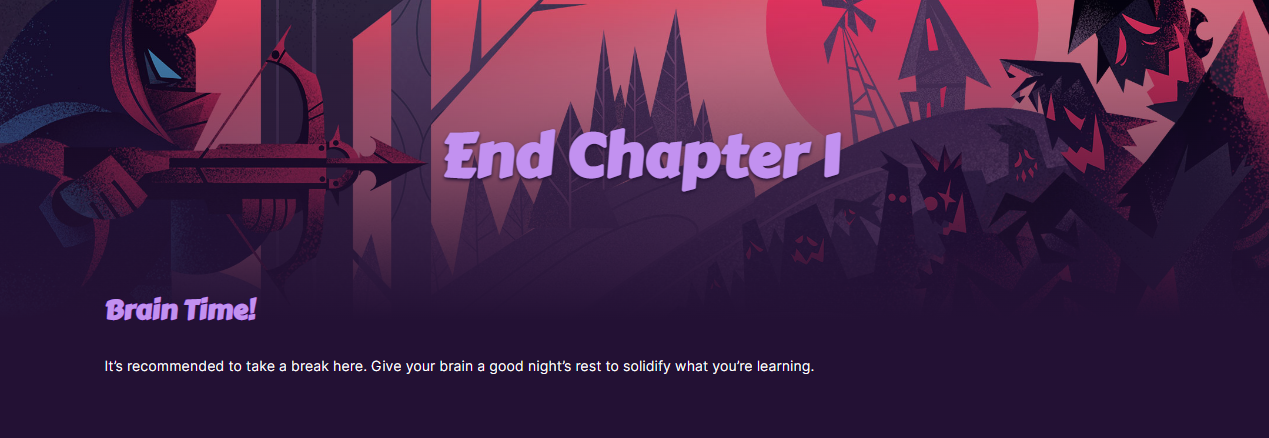 End Chapter 1
Brain Time!
It's recommended to take a break here. Give your brain a good night's rest to solidify what you're learning.